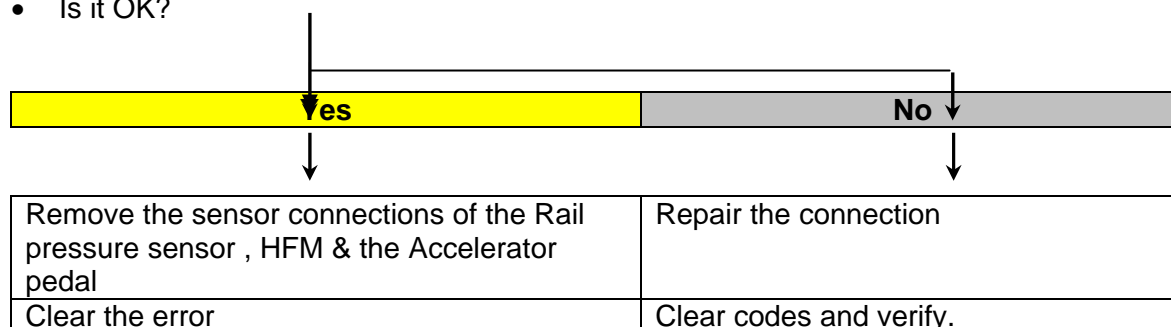 • Is it OK?
Yes No
Remove the sensor connections of the Rail
pressure sensor , HFM & the Accelerator
pedal
Repair the connection
Clear the error
Clear codes and verify.